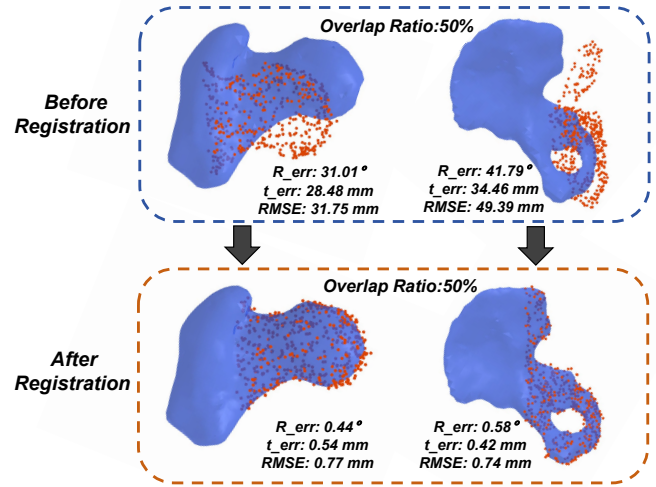 Overlap Ratio:50%
Before
Registration
R_err: 31.01°
t_err: 28.48 mm
RMSE: 31.75 mm
R_err: 41.79°
t_err: 34.46 mm
RMSE: 49.39 mm
Overlap Ratio:50%
After
Registration
R_err: 0.44°
t_err: 0.54 mm
RMSE: 0.77 mm
R_err: 0.58°
t_err: 0.42 mm
RMSE: 0.74 mm